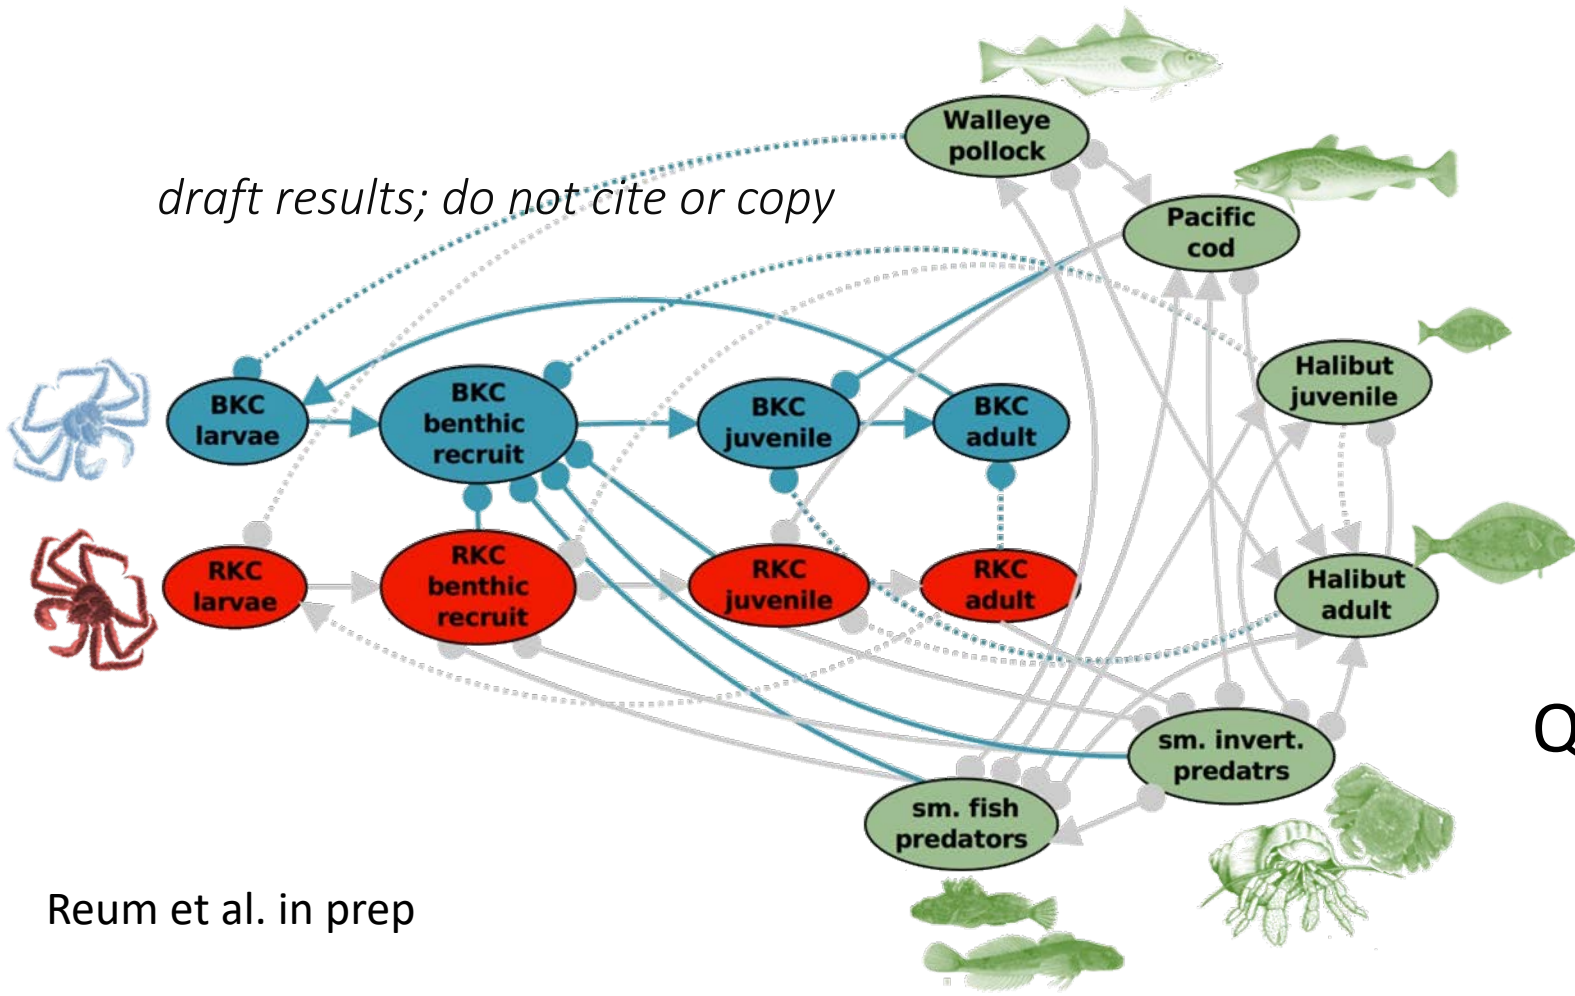 Walleye
pollock
draft results; do not cite or copy
Pacific
cod
Halibut
juvenile
BKC
larvae
BKC
benthic
recruit
BKC
juvenile
BKC
adult
RKC
larvae
RKC
benthic
recruit
RKC
juvenile
RKC
adult
Halibut
adult
Q
sm. invert.
predatrs
sm. fish
predators
Reum et al. in prep